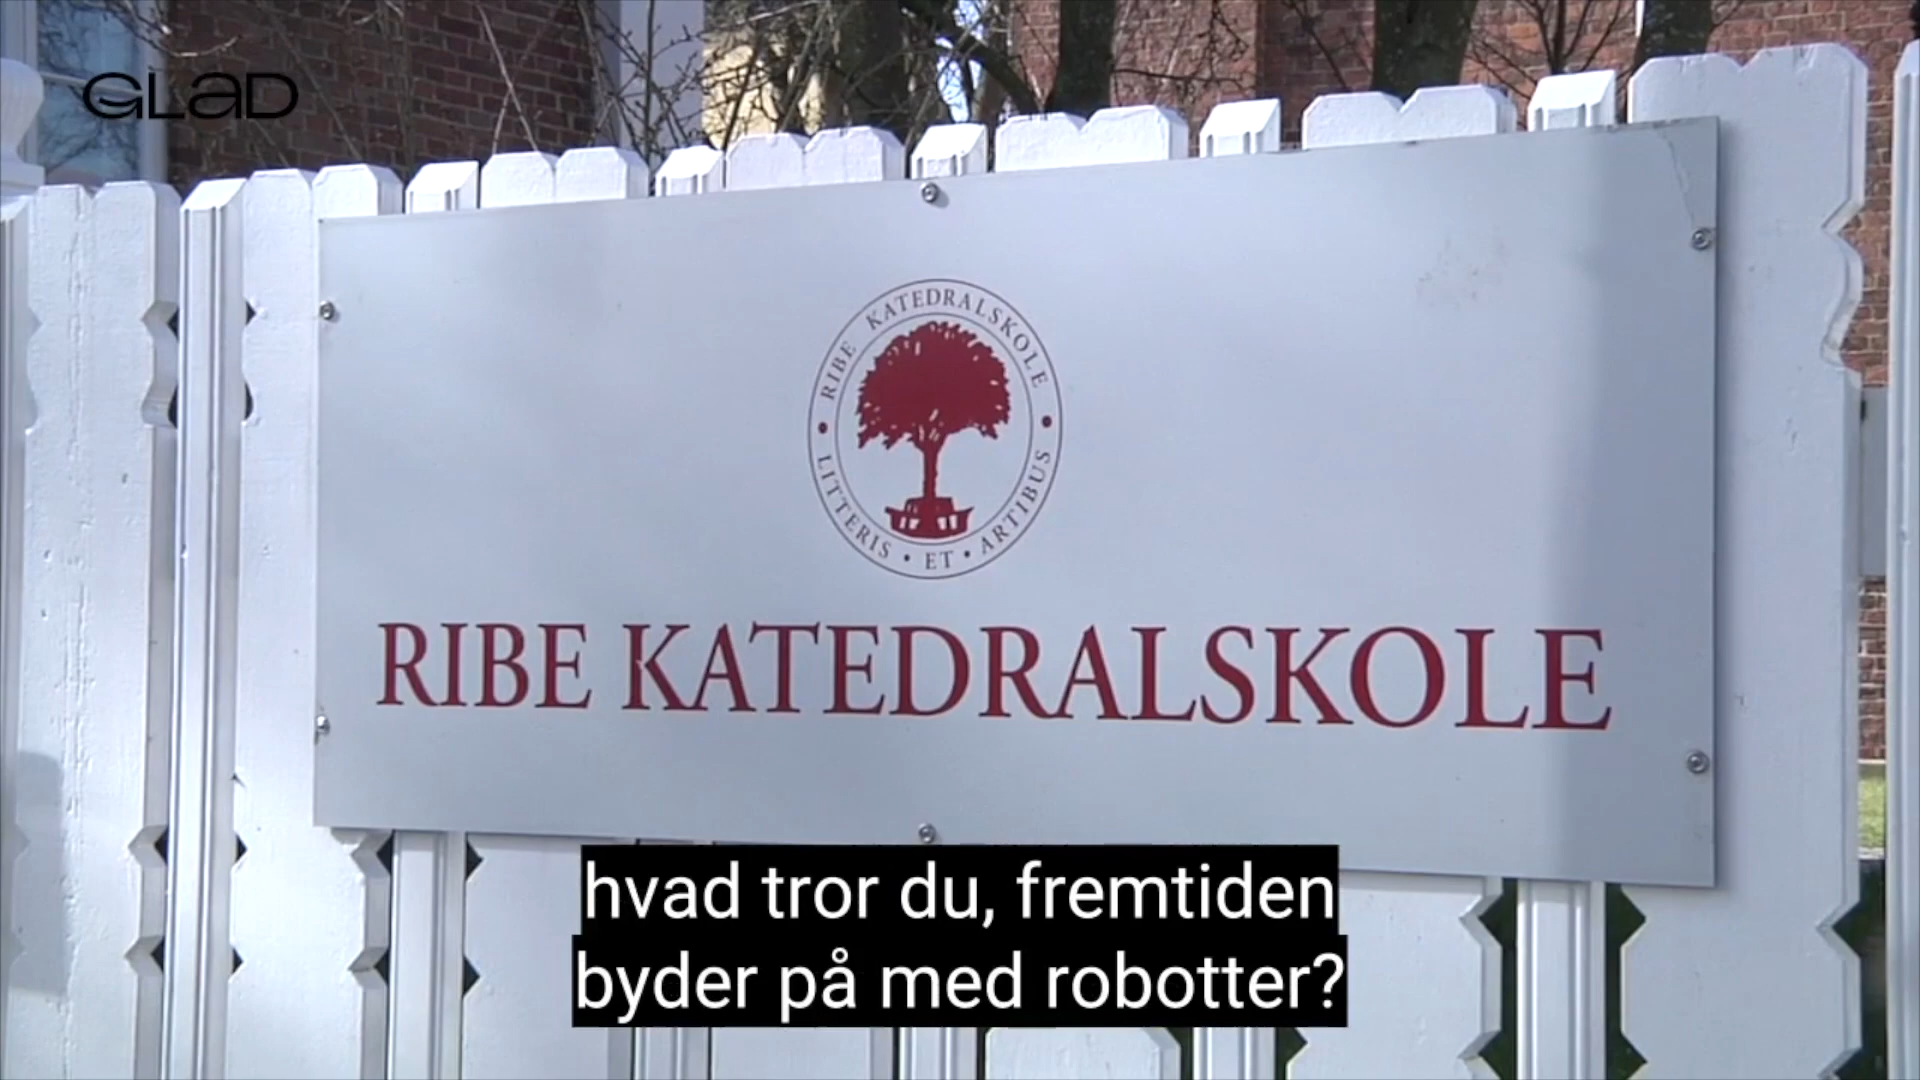 GLAD
RIBE KATEDRALSKOLE
LITTERIS • ET • ARTIBUS
RIBE KATEDRALSKOLE
hvad tror du, fremtiden
byder på med robotter?